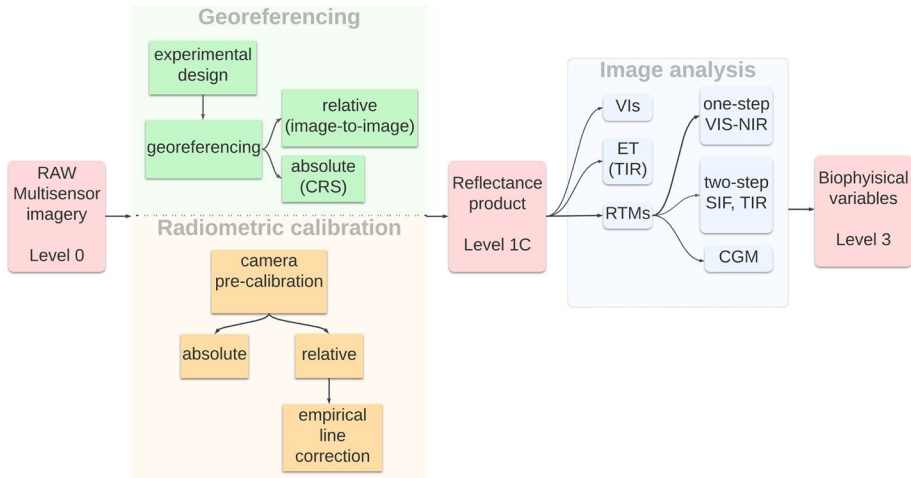 Georeferencing
experimental
design
georeferencing
relative
(image-to-image)
absolute
(CRS)
RAW
Multisensor
imagery
Level 0
Radiometric calibration
camera
pre-calibration
absolute
relative
empirical
line
correction
Reflectance
product
Level 1C
Image analysis
VIs
ET
(TIR)
RTMs
one-step
VIS-NIR
two-step
SIF, TIR
CGM
Biophyisical
variables
Level 3